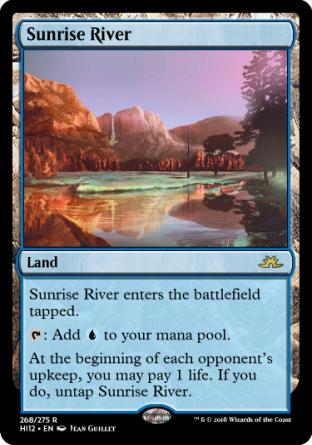 Sunrise River
Land
Sunrise River enters the battlefield
tapped.
: Add to your mana pool.
At the beginning of each opponent's
upkeep, you may pay 1 life. If you
do, untap Sunrise River.
268/275 R
HI12 • EN Jean Guillet
™ & © 2018 Wizards of the Coast